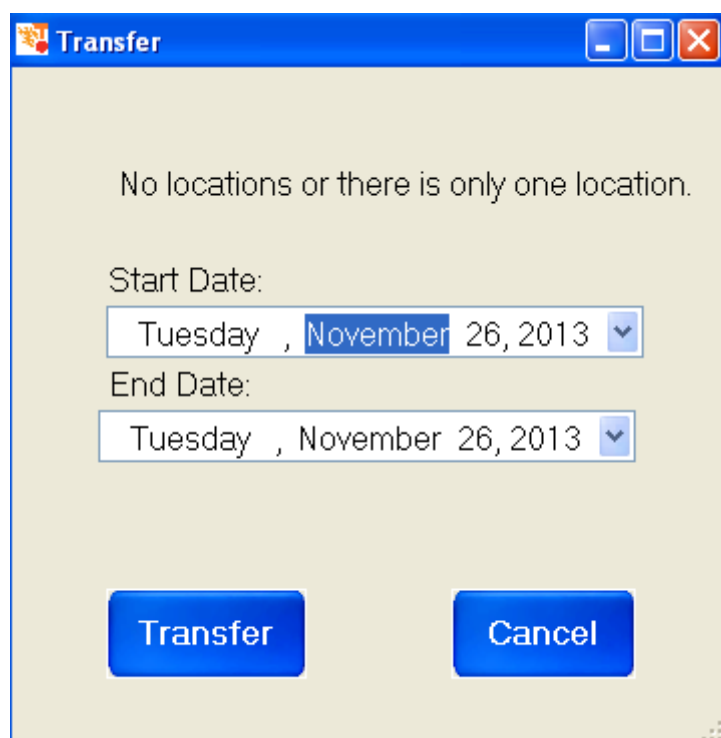 Transfer
No locations or there is only one location.
Start Date:
Tuesday , November 26, 2013
End Date:
Tuesday , November 26, 2013
Transfer Cancel